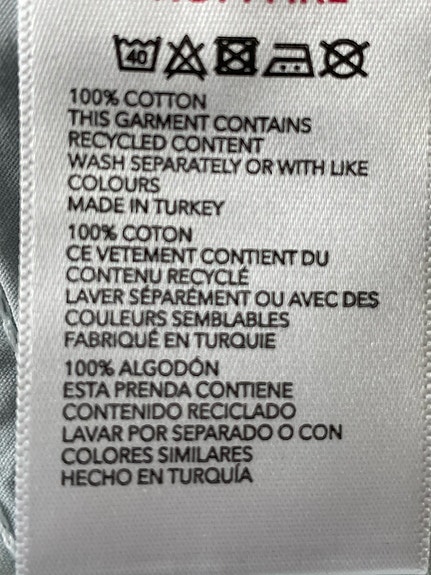 40
100% COTTON
THIS GARMENT CONTAINS
RECYCLED CONTENT
WASH SEPARATELY OR WITH LIKE
COLOURS
MADE IN TURKEY
100% COTON
CE VETEMENT CONTIENT DU
CONTENU RECYCLÉ
LAVER SÉPARÉMENT OU AVEC DES
COULEURS SEMBLABLES
FABRIQUÉ EN TURQUIE
100% ALGODÓN
ESTA PRENDA CONTIENE
CONTENIDO RECICLADO
LAVAR POR SEPARADO O CON
COLORES SIMILARES
HECHO EN TURQUÍA